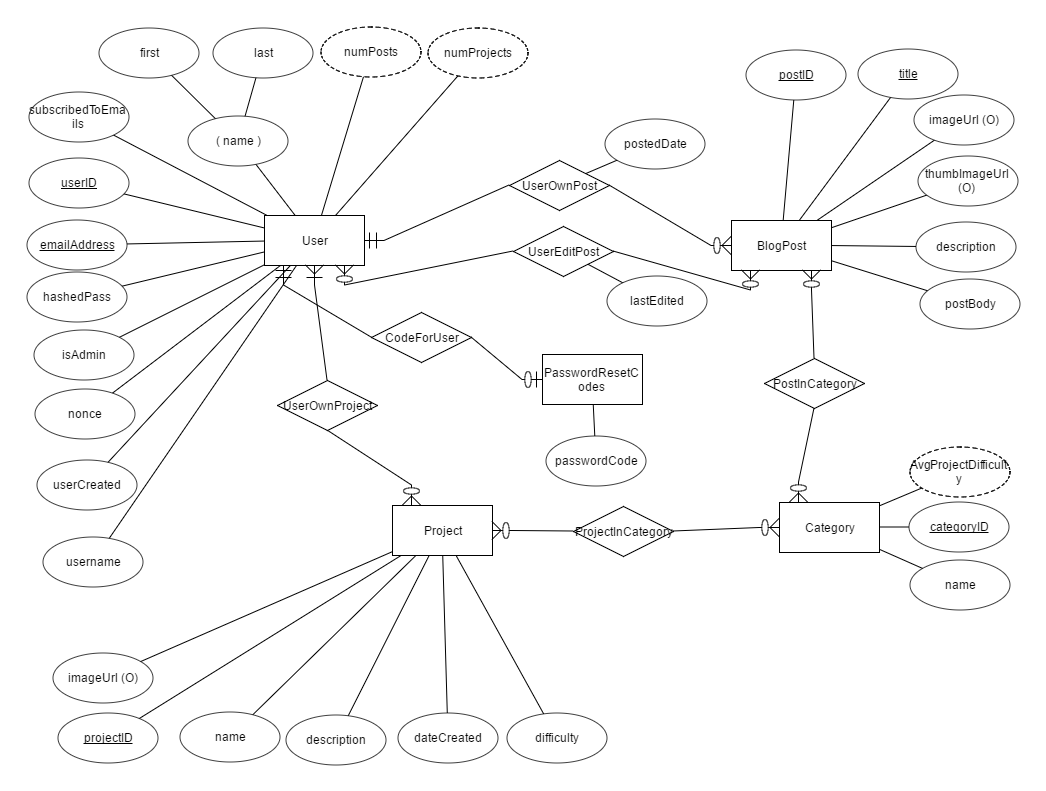 first
last
numPosts
numProjects
postID
title
subscribedToEma
ils
( name )
imageUrl (O)
postedDate
userID
UserOwnPost
thumbImageUrl
(O)
emailAddress
User
UserEditPost
BlogPost
description
hashedPass
lastEdited
postBody
isAdmin
CodeForUser
PasswordResetC
odes
PostInCategory
nonce
UserOwnProject
passwordCode
AvgProjectDifficult
y
userCreated
Project
ProjectInCategory
Category
categoryID
username
name
imageUrl (O)
projectID
name
description
dateCreated
difficulty